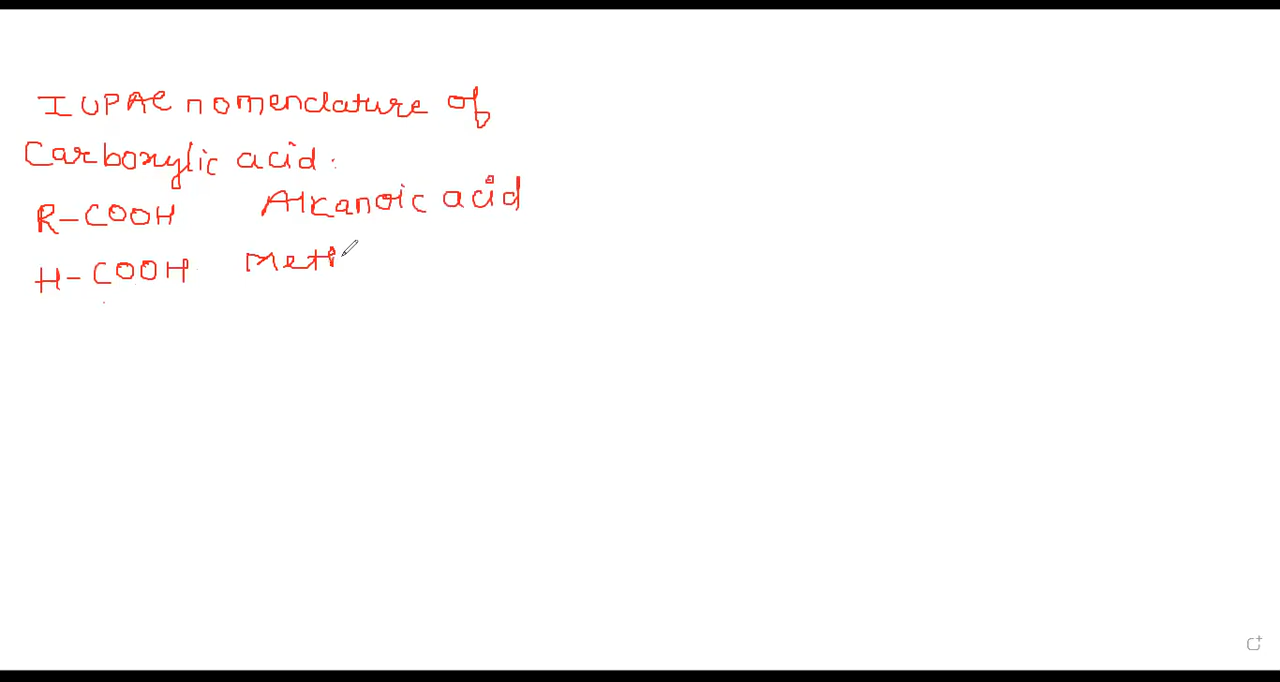 IUPAC nomenclature of
Carboxylic acid.
R-COOH Alkanoic acid
H-COOH Meth